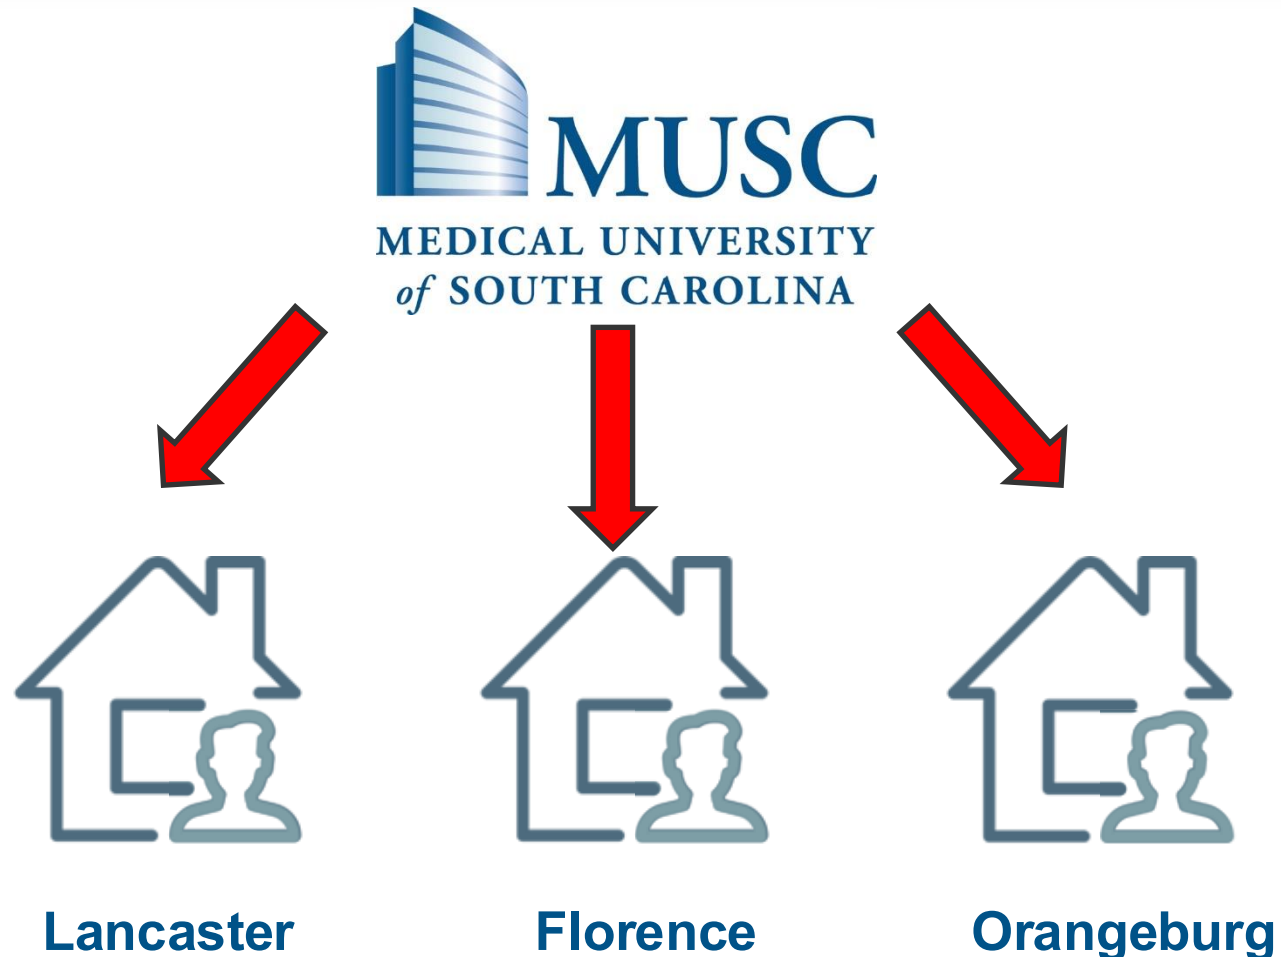 MUSC
MEDICAL UNIVERSITY
of SOUTH CAROLINA
Lancaster
Florence
Orangeburg